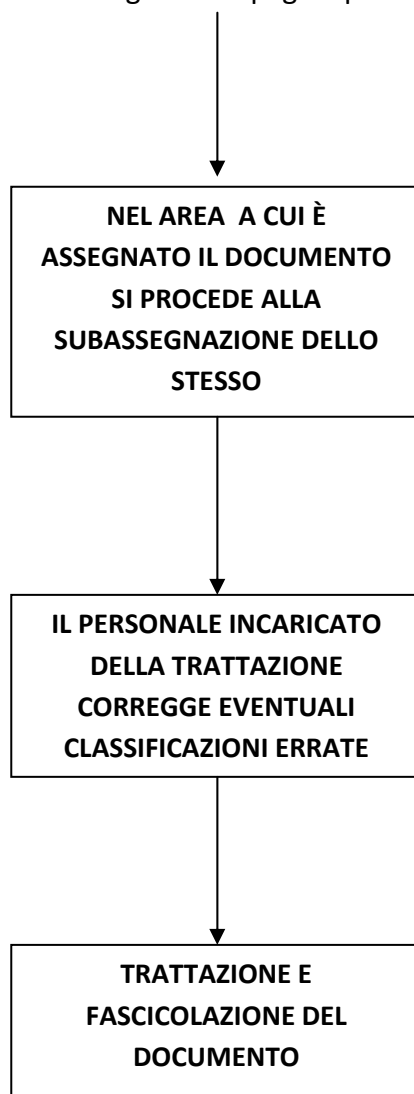 NEL AREA A CUI È
ASSEGNATO IL DOCUMENTO
SI PROCEDE ALLA
SUBASSEGNAZIONE DELLO
STESSO
IL PERSONALE INCARICATO
DELLA TRATTAZIONE
CORREGGE EVENTUALI
CLASSIFICAZIONI ERRATE
TRATTAZIONE E
FASCICOLAZIONE DEL
DOCUMENTO